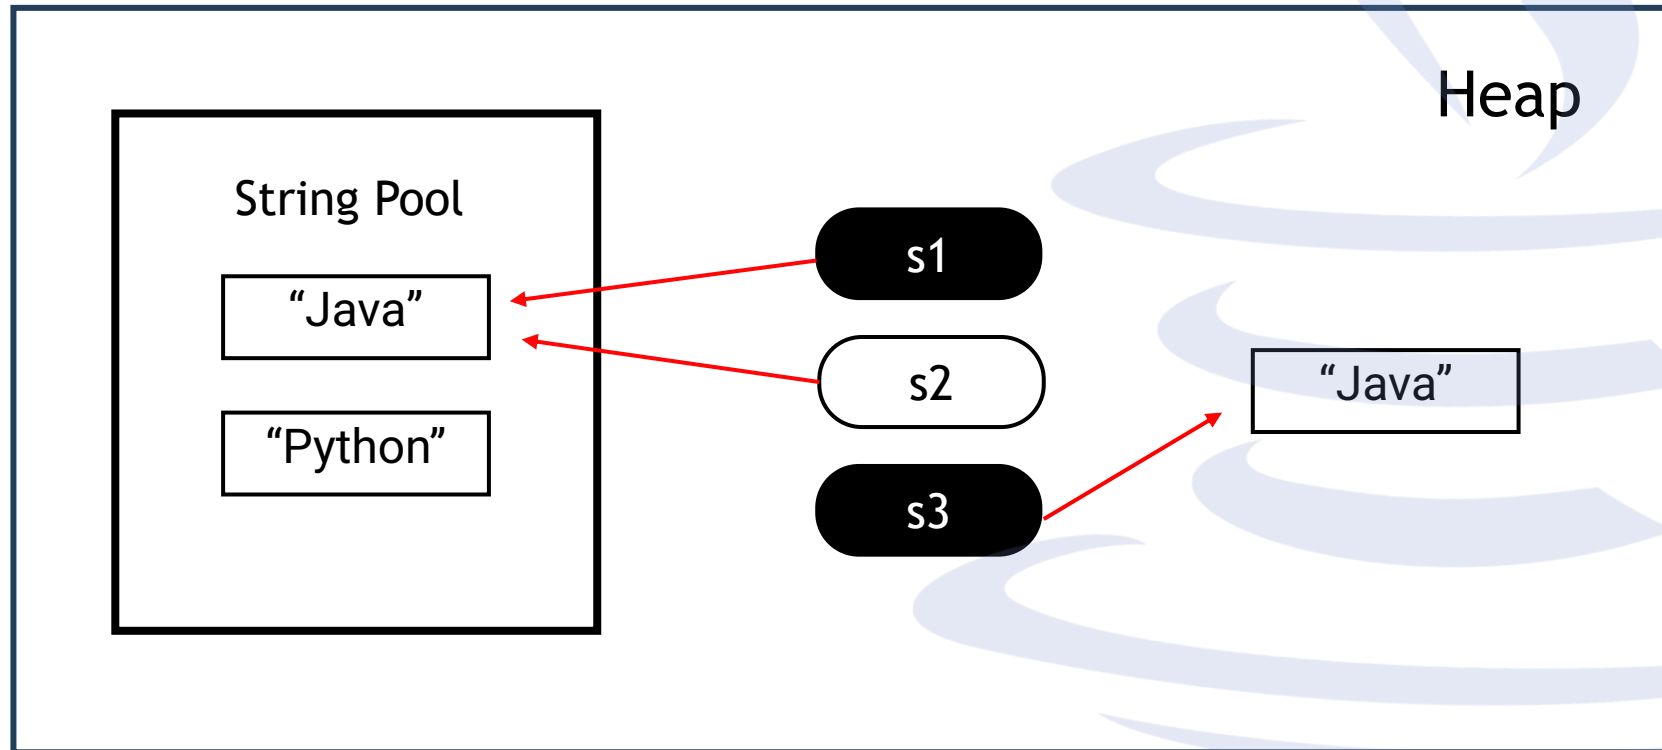 Heap
String Pool
“Java”
“Python”
s1
s2
s3
“Java”